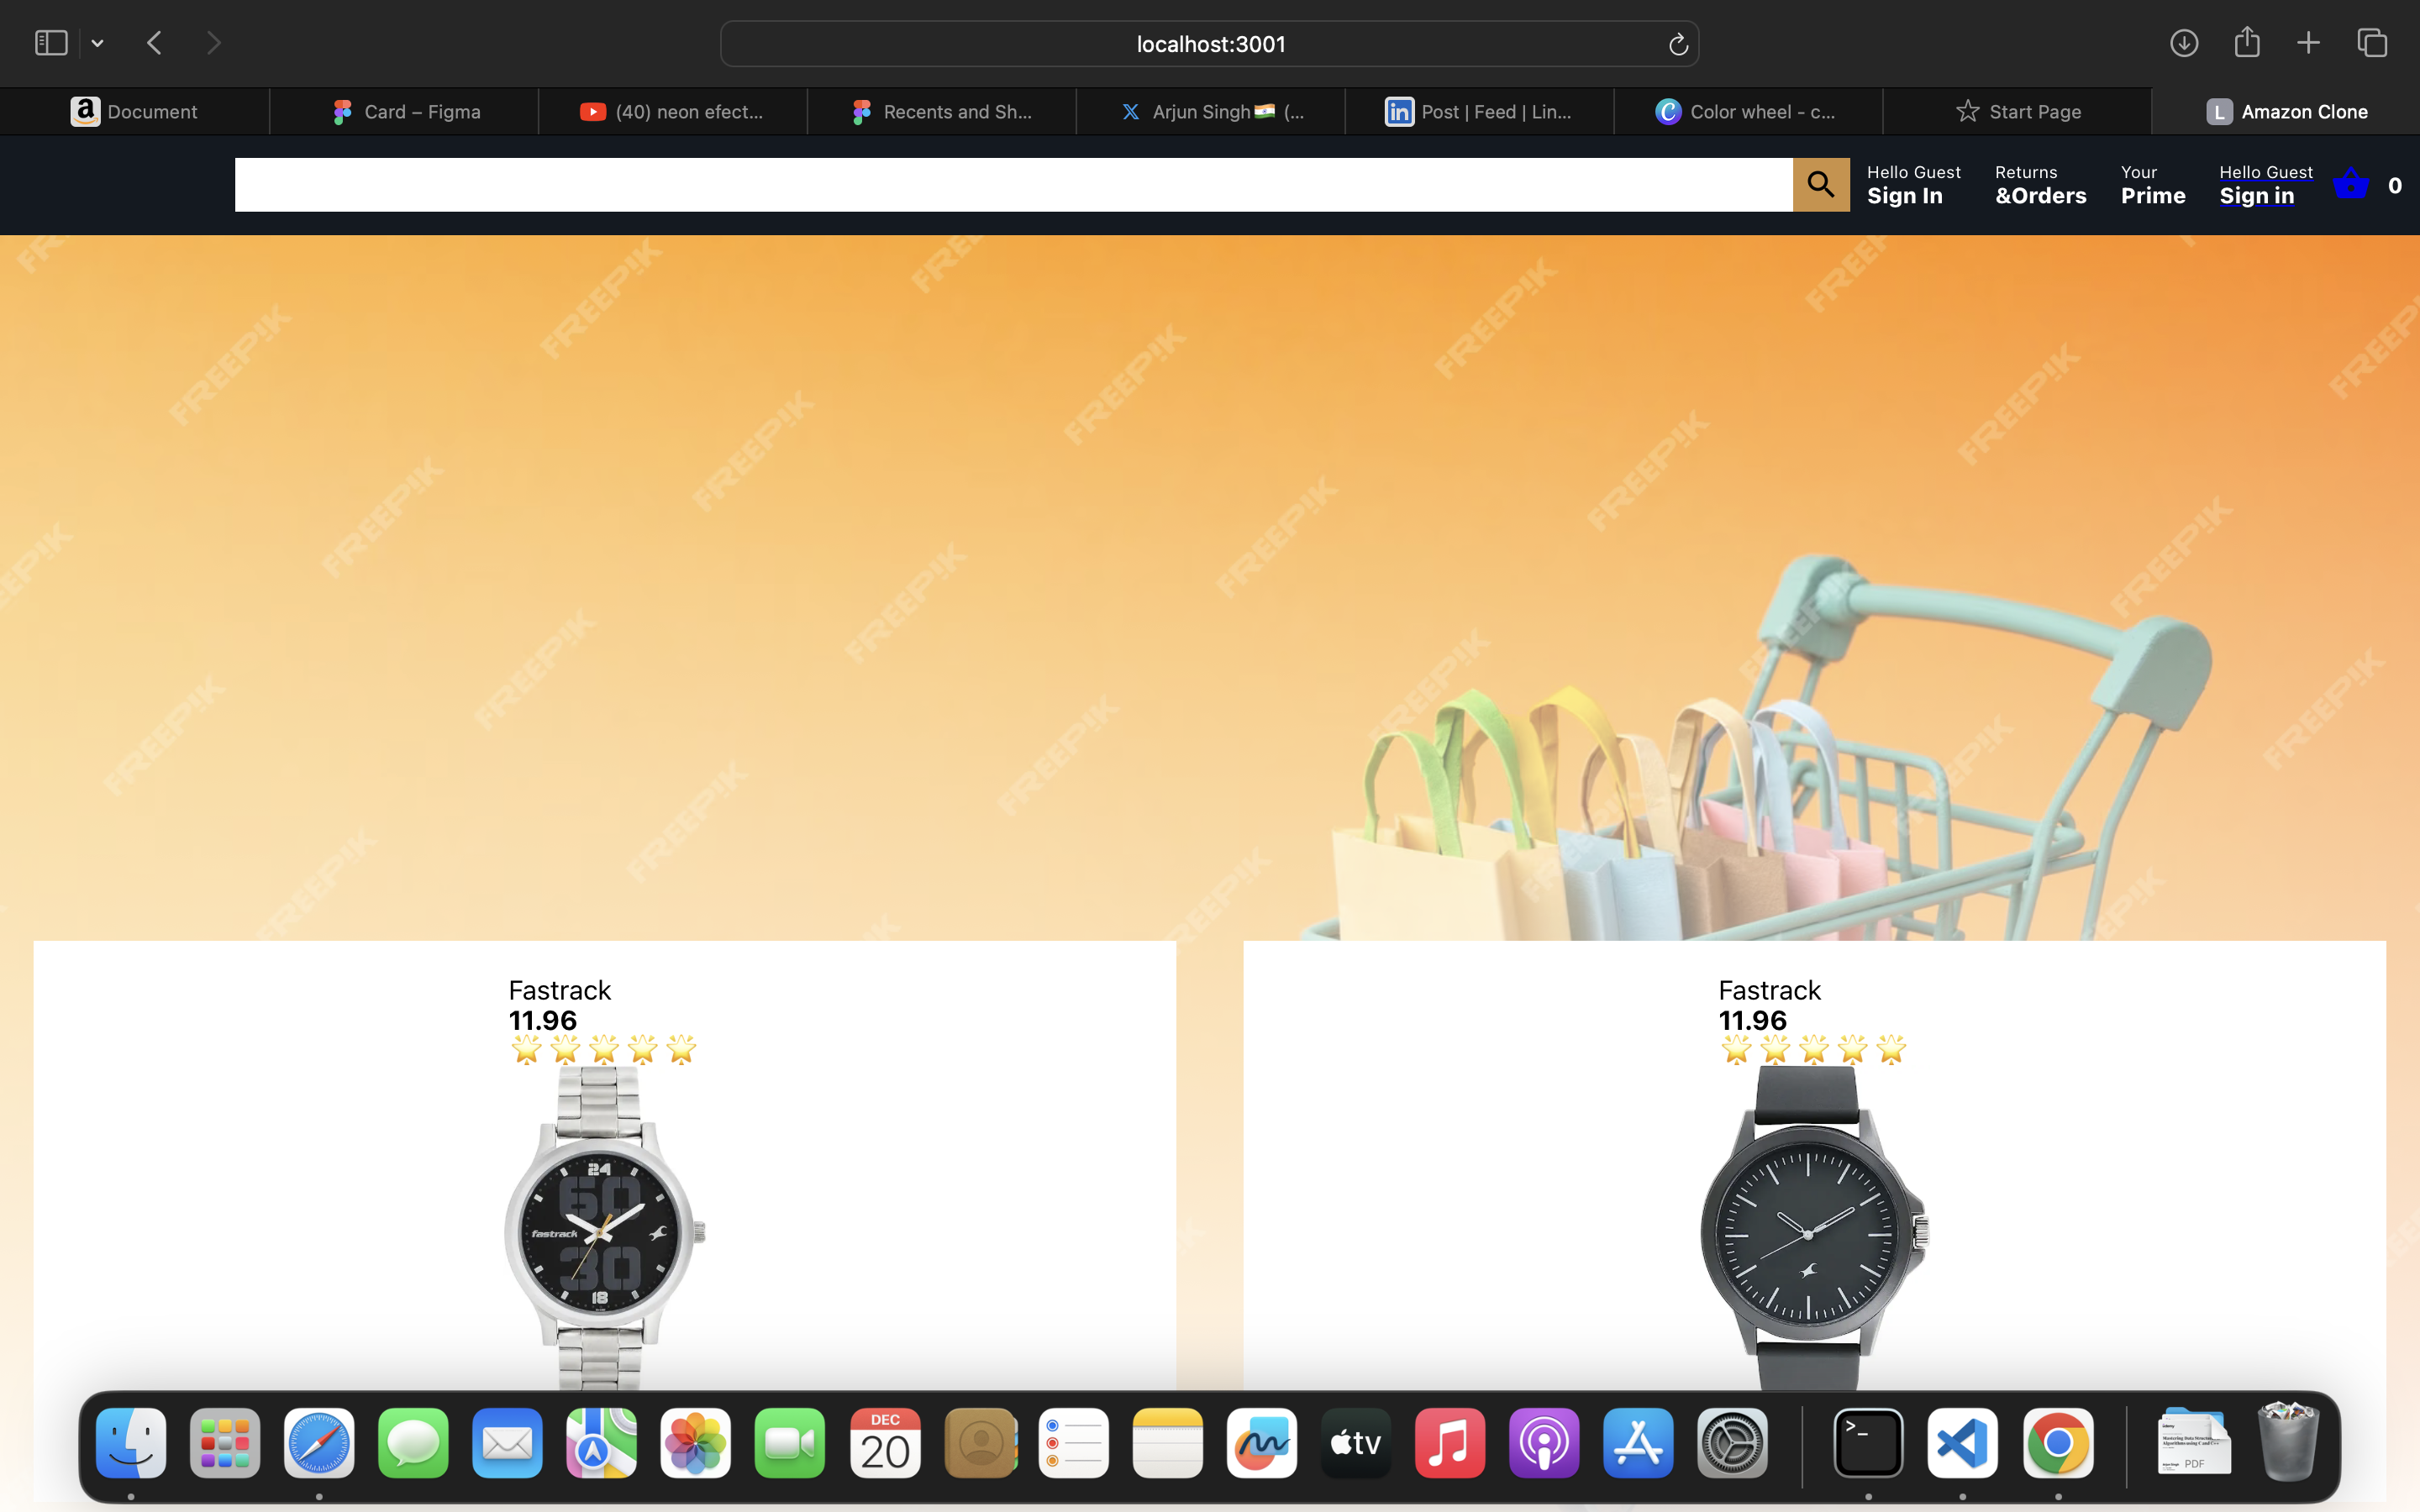 localhost:3001
Document
Card – Figma
(40) neon efect...
Recents and Sh...
Arjun Singh🇮🇳 (...
Post | Feed | Lin...
Color wheel - c...
Start Page
L Amazon Clone
Hello Guest
Sign In
Returns
&Orders
Your
Prime
Hello Guest
Sign in
0
FREEPIK
Fastrack
11.96
🌟🌟🌟🌟🌟
24
60
fastrack
30
18
Fastrack
11.96
🌟🌟🌟🌟🌟
DEC
20
tv
>_
PDF